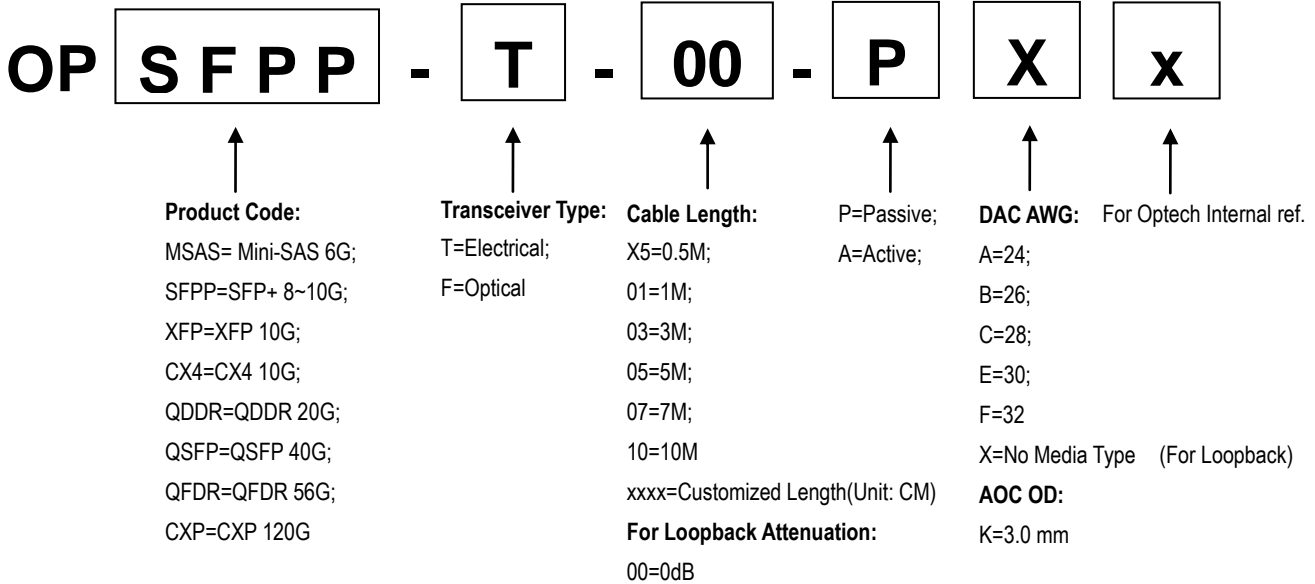 OP SFPP - T - 00 - P X x
Product Code:
MSAS= Mini-SAS 6G;
SFPP=SFP+ 8~10G;
XFP=XFP 10G;
CX4=CX4 10G;
QDDR=QDDR 20G;
QSFP=QSFP 40G;
QFDR=QFDR 56G;
CXP=CXP 120G
Transceiver Type:
T=Electrical;
F=Optical
Cable Length:
X5=0.5M;
01=1M;
03=3M;
05=5M;
07=7M;
10=10M
xxxx=Customized Length(Unit: CM)
For Loopback Attenuation:
00=0dB
P=Passive;
A=Active;
DAC AWG:
A=24;
B=26;
C=28;
E=30;
F=32
X=No Media Type (For Loopback)
AOC OD:
K=3.0 mm
For Optech Internal ref.